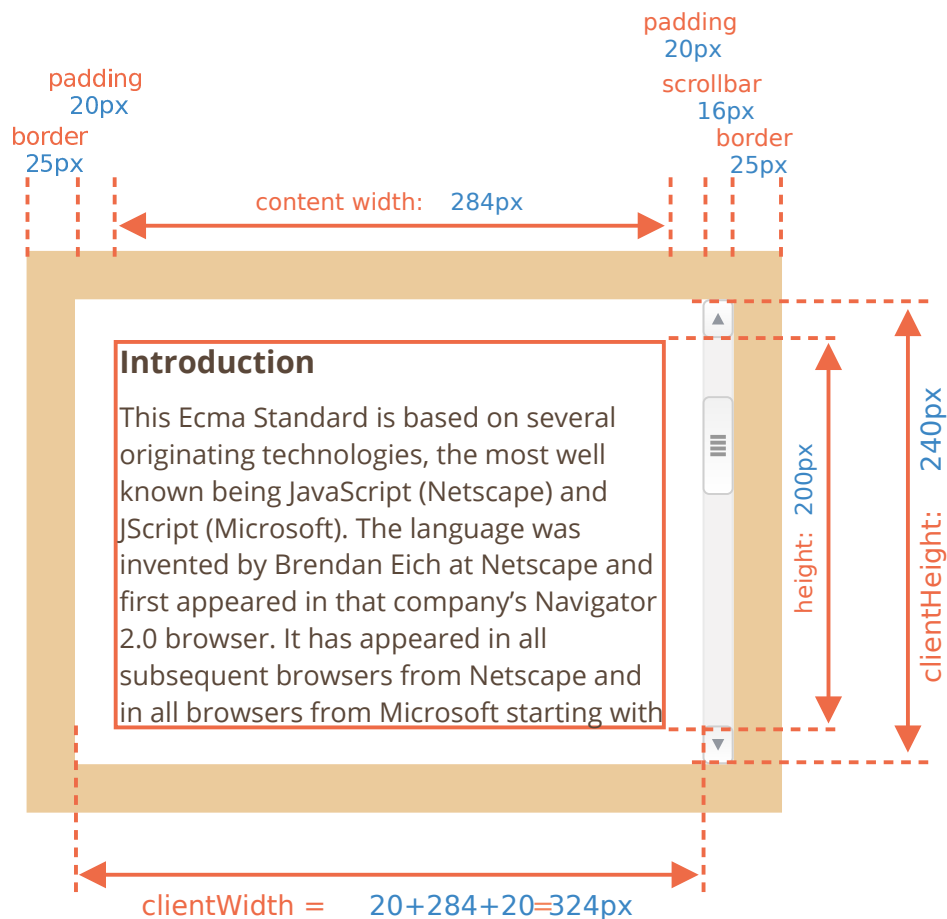 padding
20px
padding
20px
scrollbar
16px
border
25px
border
25px
content width: 284px
Introduction
This Ecma Standard is based on several
originating technologies, the most well
known being JavaScript (Netscape) and
JScript (Microsoft). The language was
invented by Brendan Eich at Netscape and
first appeared in that company’s Navigator
2.0 browser. It has appeared in all
subsequent browsers from Netscape and
in all browsers from Microsoft starting with
height: 200px
clientHeight: 240px
clientWidth = 20+284+20=324px